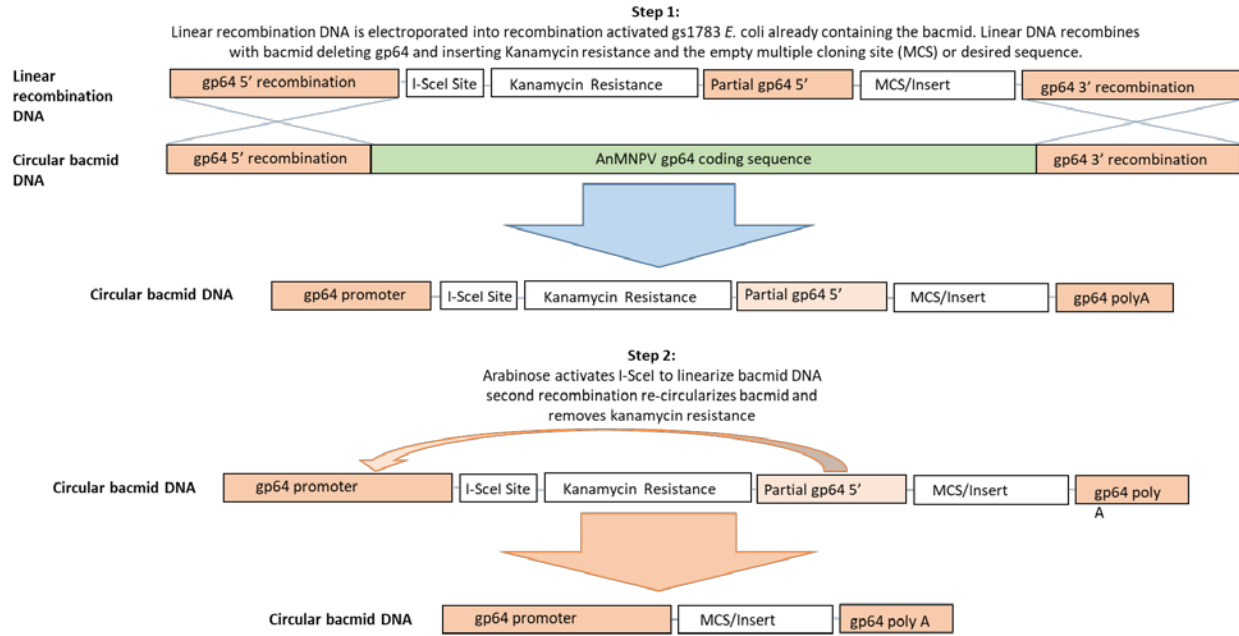 Step 1:
Linear recombination DNA is electroporated into recombination activated gs1783 E. coli already containing the bacmid. Linear DNA recombines
with bacmid deleting gp64 and inserting Kanamycin resistance and the empty multiple cloning site (MCS) or desired sequence.
Linear
recombination
DNA
gp64 5’ recombination
I-SceI Site
Kanamycin Resistance
Partial gp64 5’
MCS/Insert
gp64 3’ recombination
Circular bacmid
DNA
gp64 5’ recombination
AnMNPV gp64 coding sequence
gp64 3’ recombination
Circular bacmid DNA
gp64 promoter
I-SceI Site
Kanamycin Resistance
Partial gp64 5’
MCS/Insert
gp64 polyA
Step 2:
Arabinose activates I-SceI to linearize bacmid DNA
second recombination re-circularizes bacmid and
removes kanamycin resistance
Circular bacmid DNA
gp64 promoter
I-SceI Site
Kanamycin Resistance
Partial gp64 5’
MCS/Insert
gp64 poly
A
Circular bacmid DNA
gp64 promoter
MCS/Insert
gp64 poly A